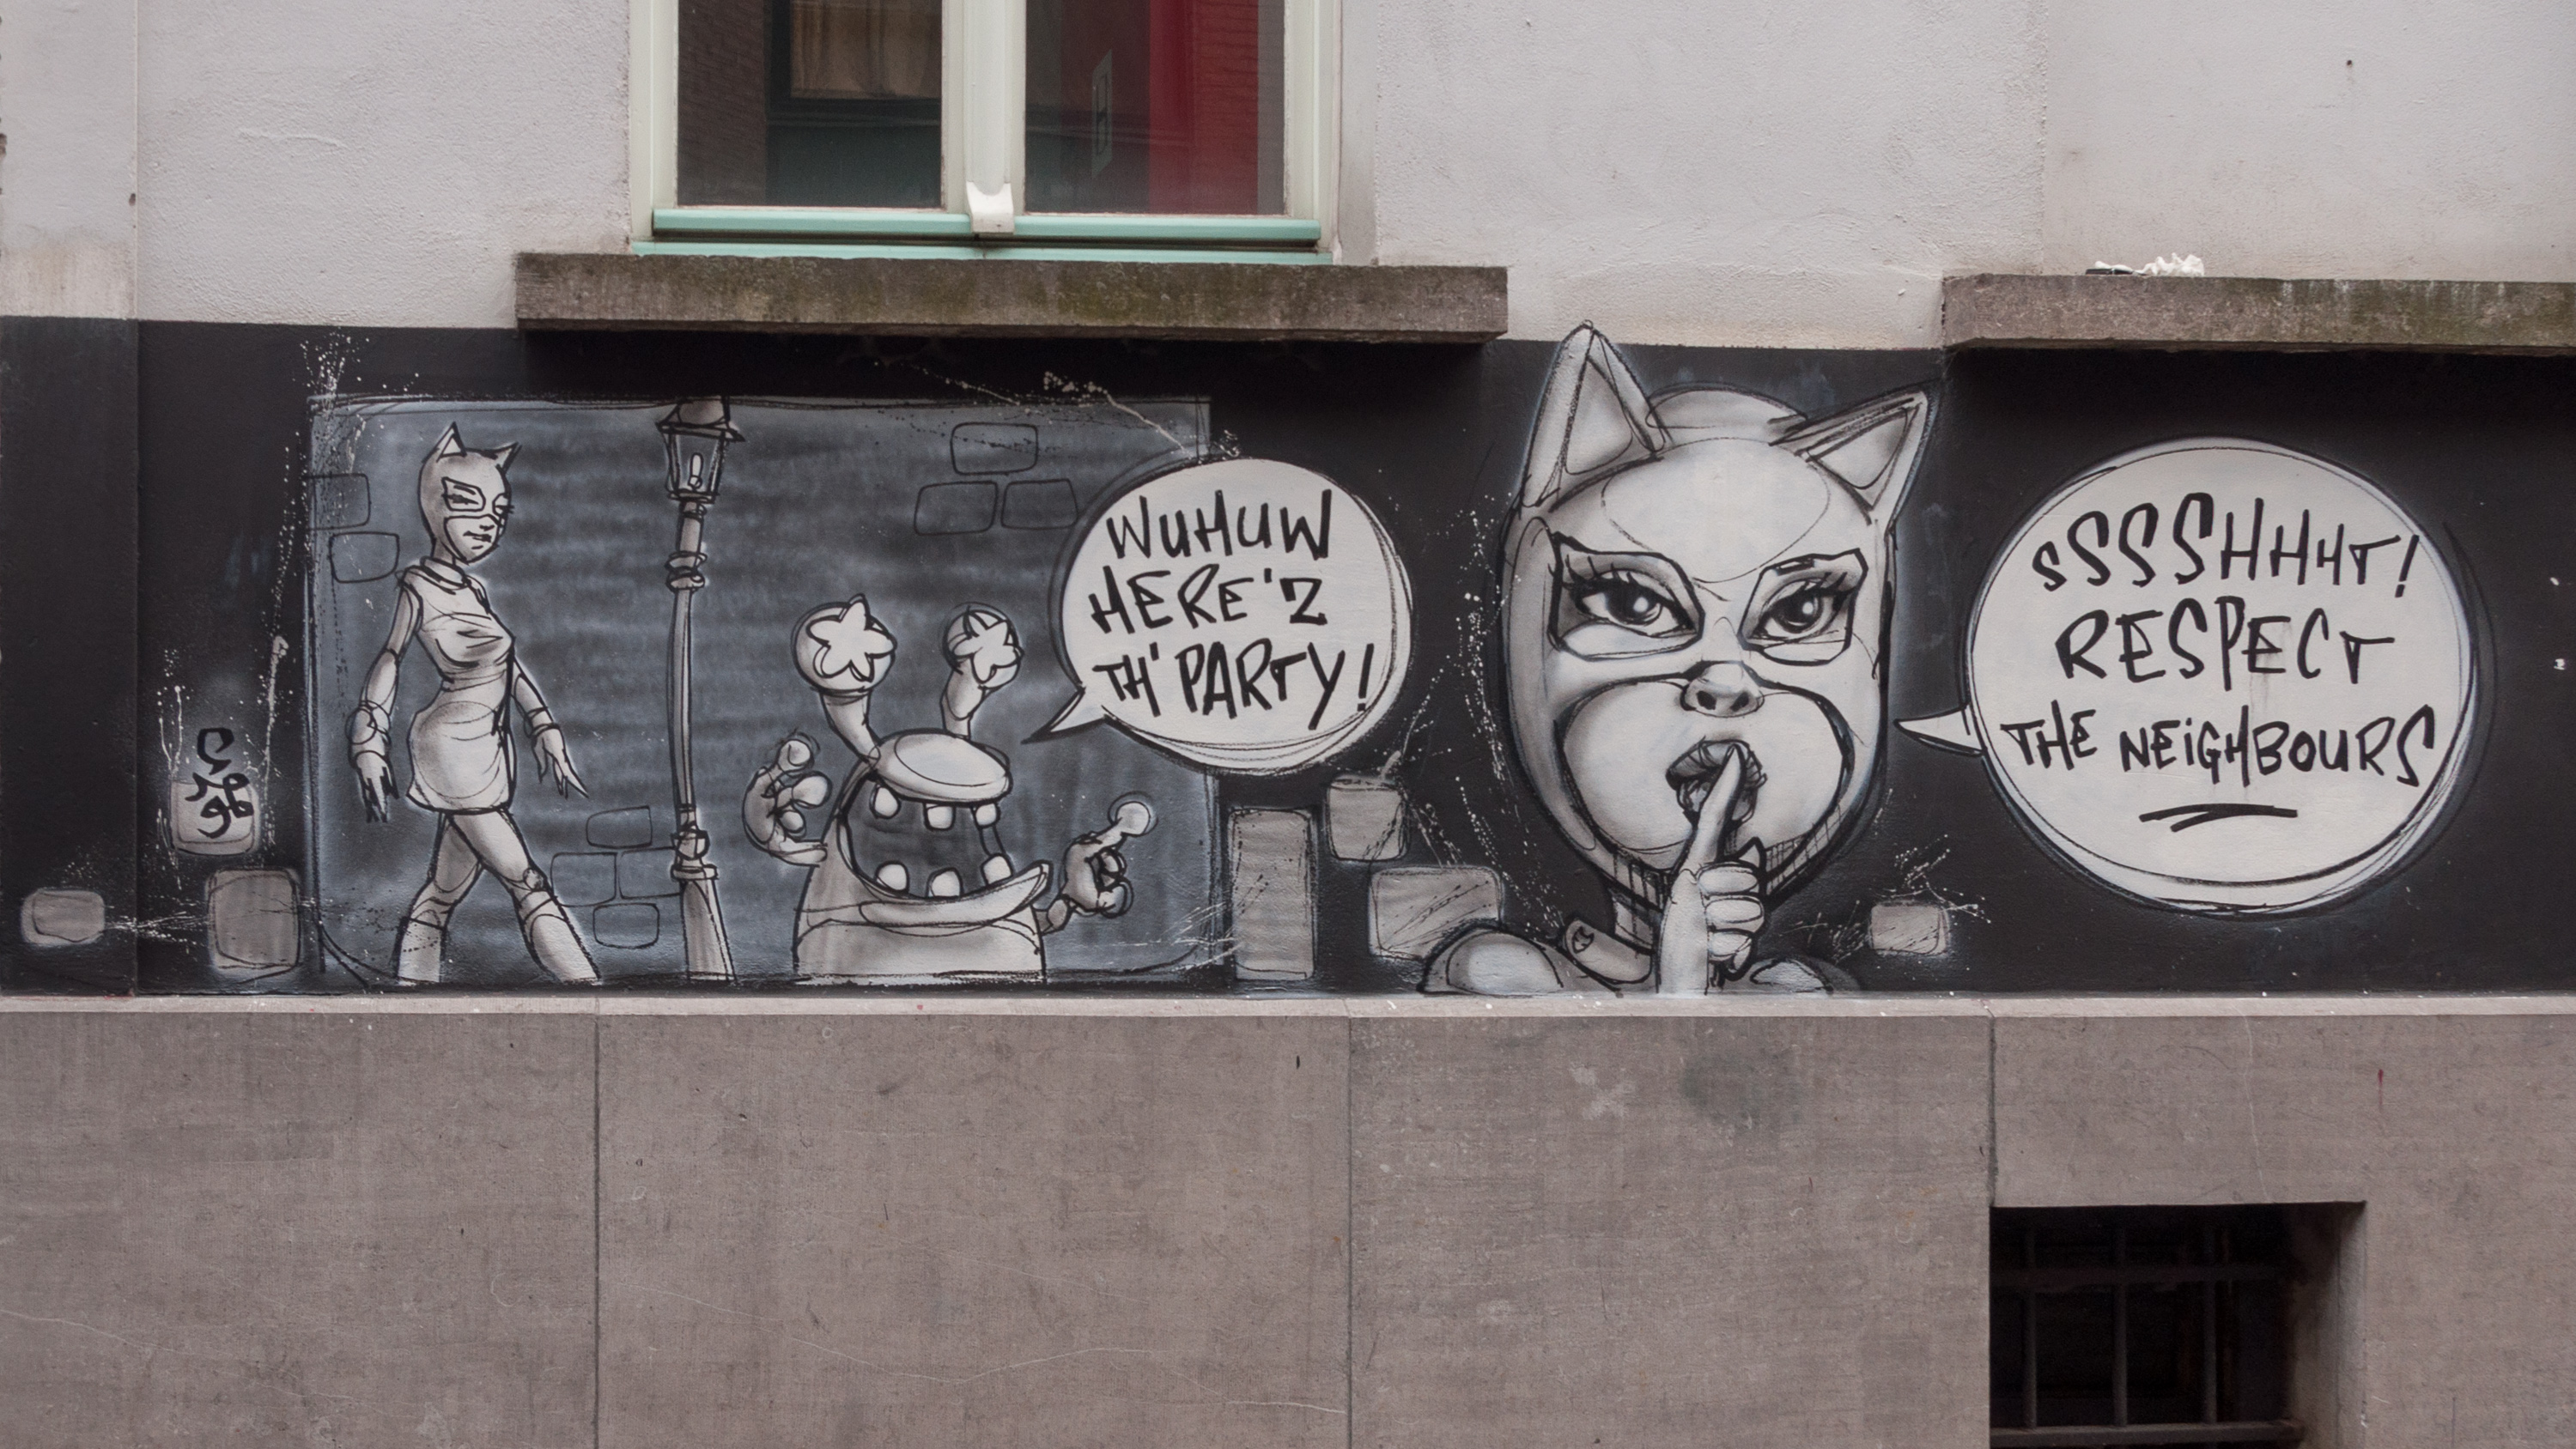 WUHUW
HERE'Z
TH' PARTY!
SSSSHHHT!
RESPECT
THE NEIGHBOURS